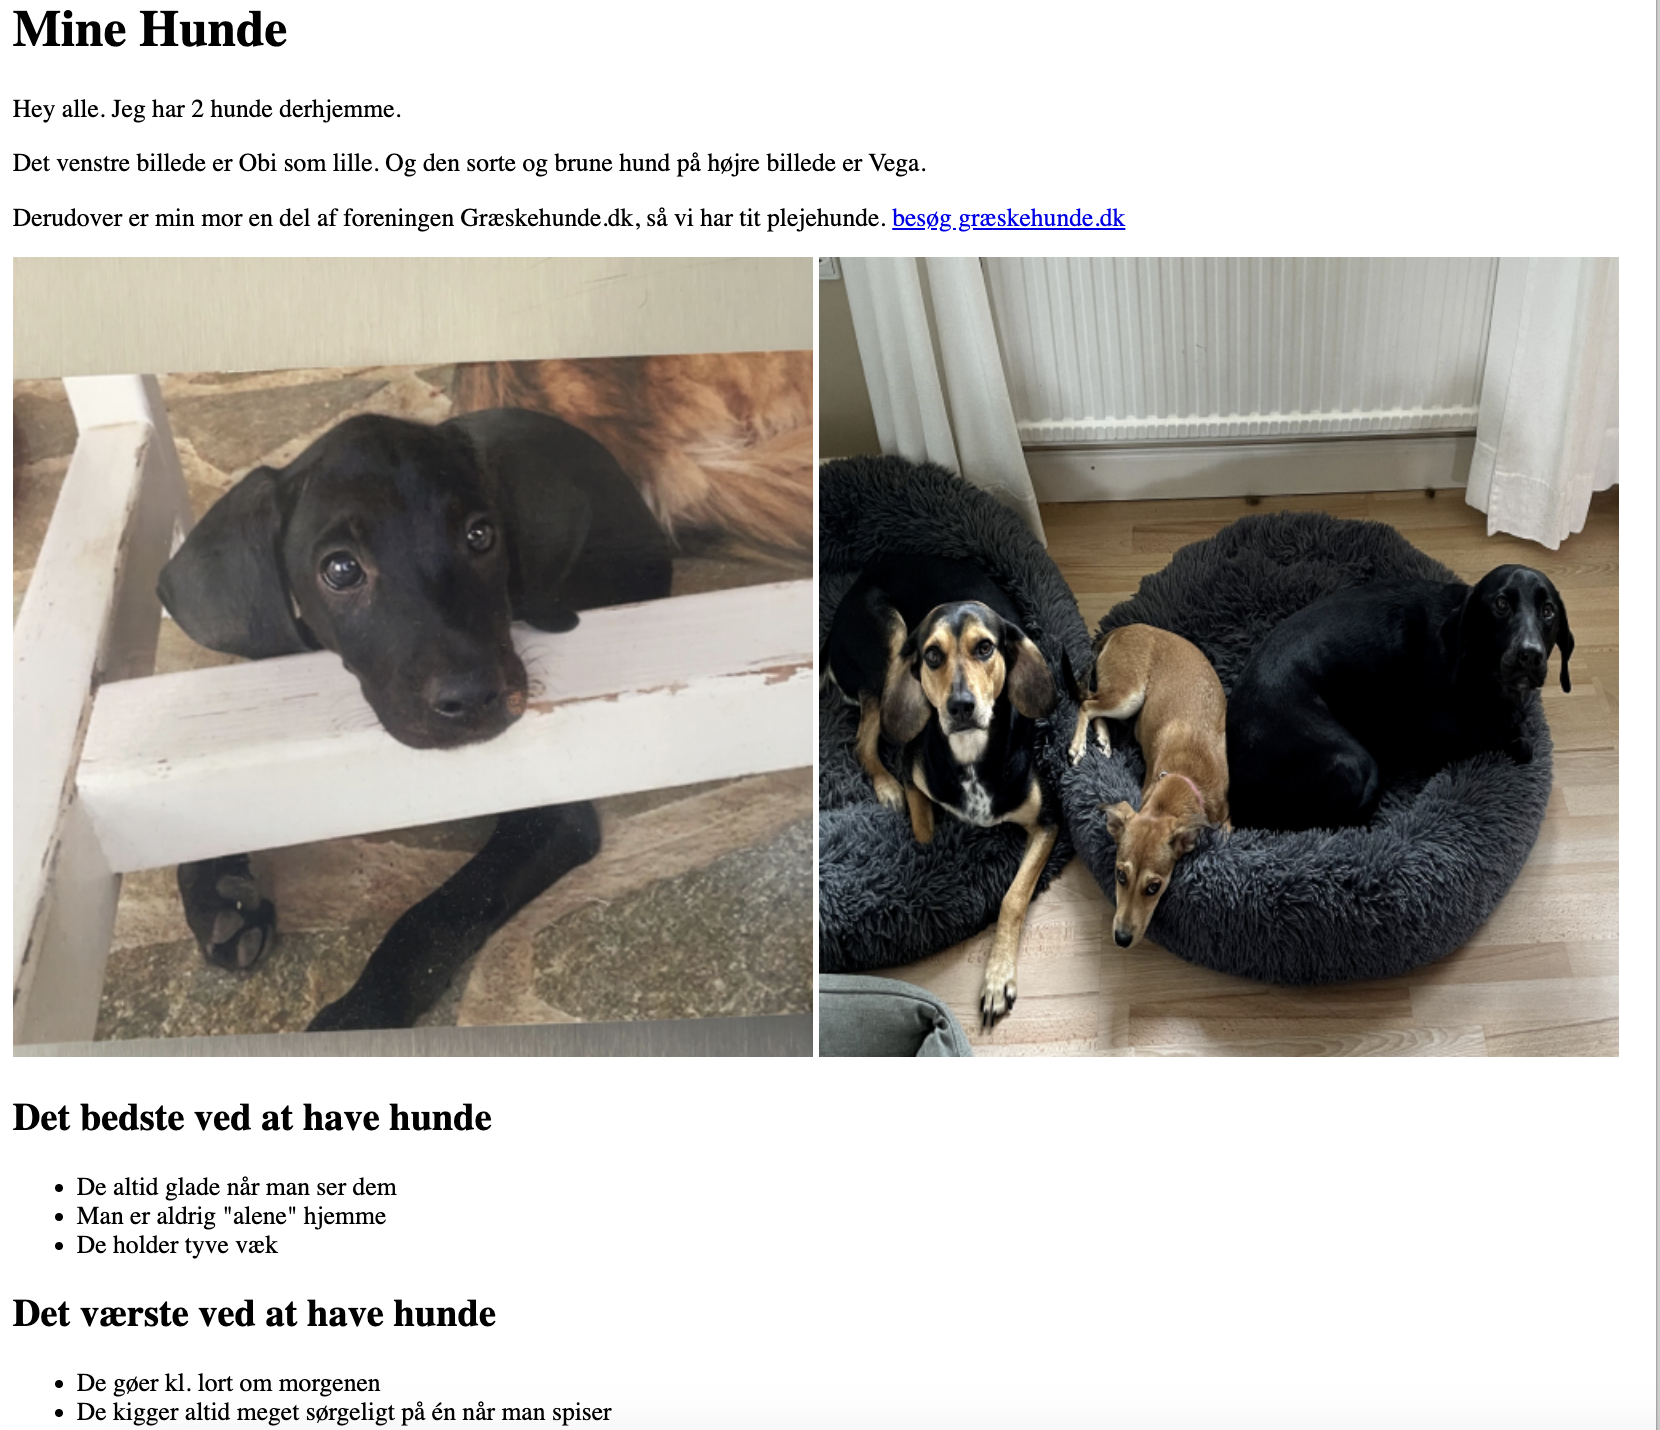 Mine Hunde
Hey alle. Jeg har 2 hunde derhjemme.
Det venstre billede er Obi som lille. Og den sorte og brune hund på højre billede er Vega.
Derudover er min mor en del af foreningen Græskehunde.dk, så vi har tit plejehunde. besøg græskehunde.dk
Det bedste ved at have hunde
• De altid glade når man ser dem
• Man er aldrig "alene" hjemme
• De holder tyve væk
Det værste ved at have hunde
• De gøer kl. lort om morgenen
• De kigger altid meget sørgeligt på én når man spiser